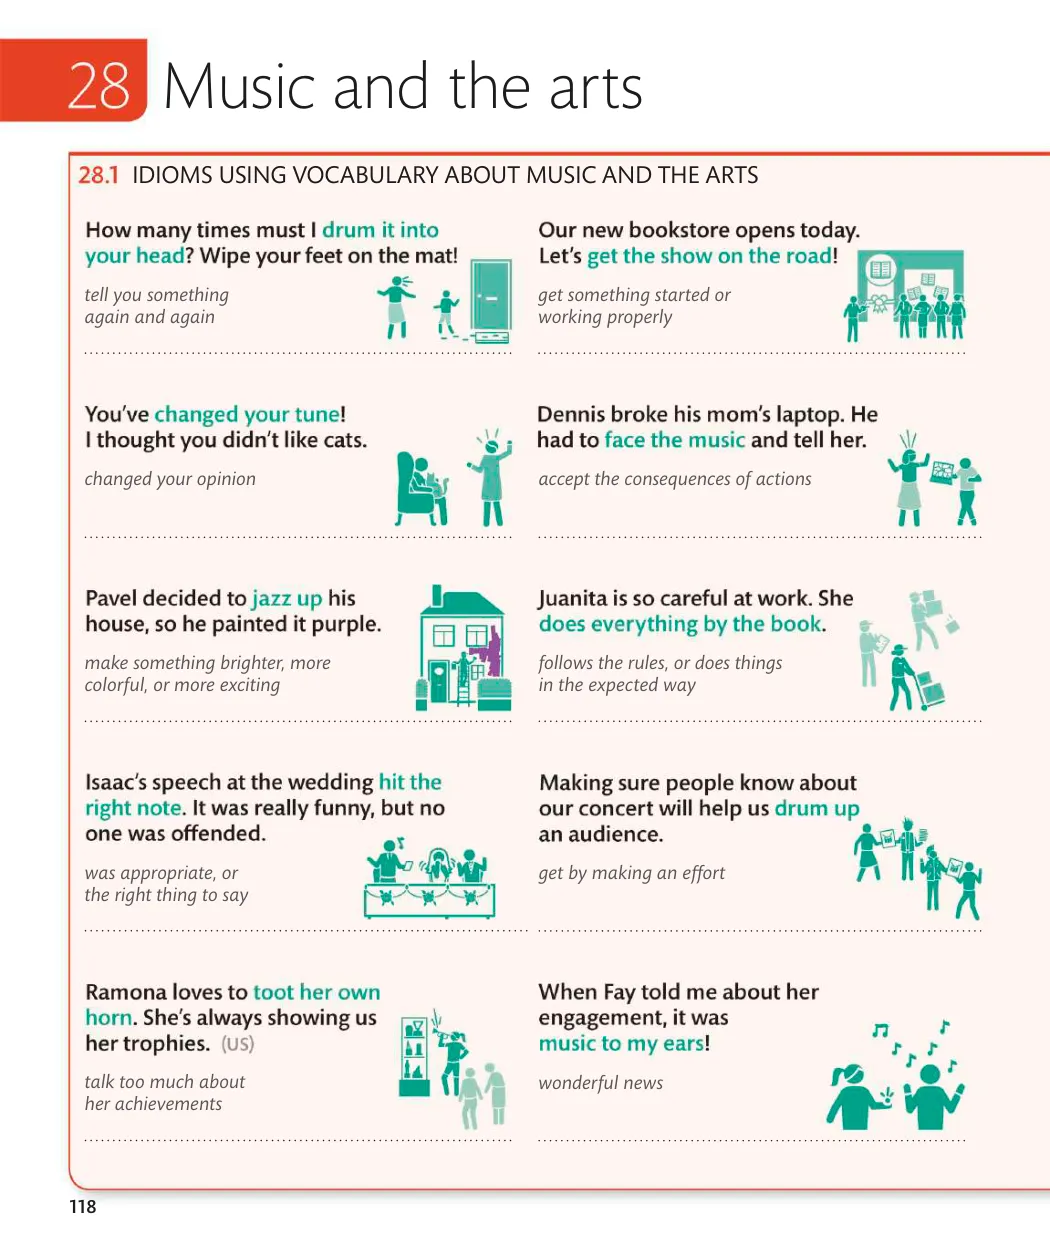 28 Music and the arts
28.1 IDIOMS USING VOCABULARY ABOUT MUSIC AND THE ARTS
How many times must I drum it into
your head? Wipe your feet on the mat!
tell you something
again and again
Our new bookstore opens today.
Let's get the show on the road!
get something started or
working properly
You've changed your tune!
I thought you didn't like cats.
changed your opinion
Dennis broke his mom's laptop. He
had to face the music and tell her.
accept the consequences of actions
Pavel decided to jazz up his
house, so he painted it purple.
make something brighter, more
colorful, or more exciting
Juanita is so careful at work. She
does everything by the book.
follows the rules, or does things
in the expected way
Isaac's speech at the wedding hit the
right note. It was really funny, but no
one was offended.
was appropriate, or
the right thing to say
Making sure people know about
our concert will help us drum up
an audience.
get by making an effort
Ramona loves to toot her own
horn. She's always showing us
her trophies. (US)
talk too much about
her achievements
When Fay told me about her
engagement, it was
music to my ears!
wonderful news
118